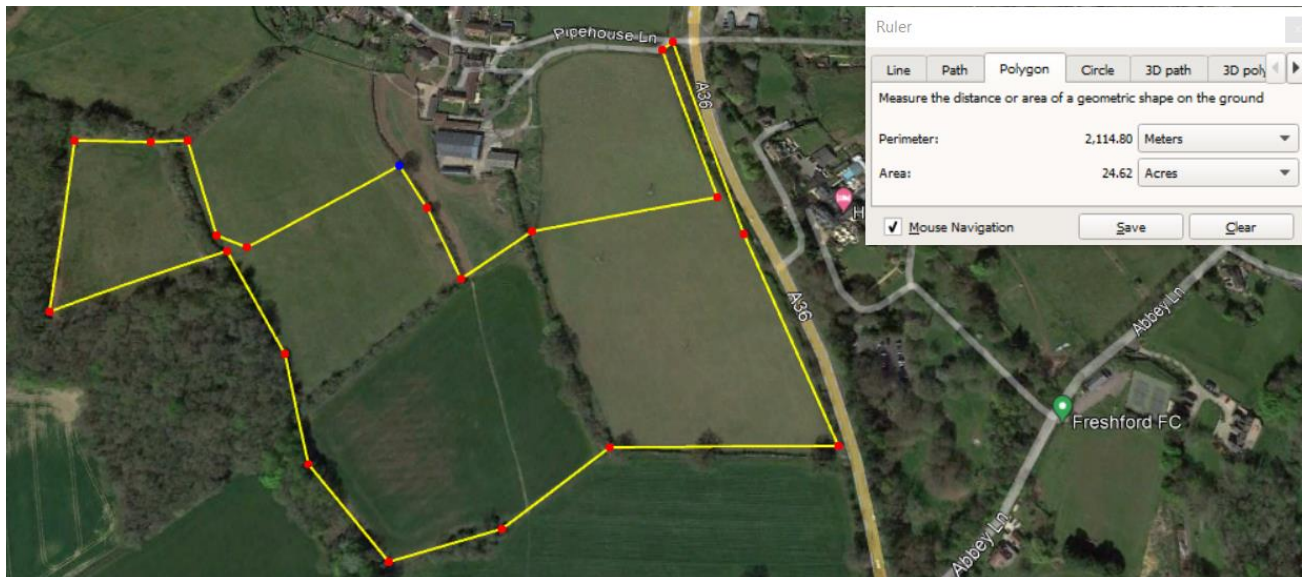 Pipehouse Ln
A36
A36
H
Abbey Ln
Freshford FC
Abbey Ln
Ruler
Line Path Polygon Circle 3D path 3D poly
Measure the distance or area of a geometric shape on the ground
Perimeter: 2,114.80 Meters
Area: 24.62 Acres
Mouse Navigation Save Clear